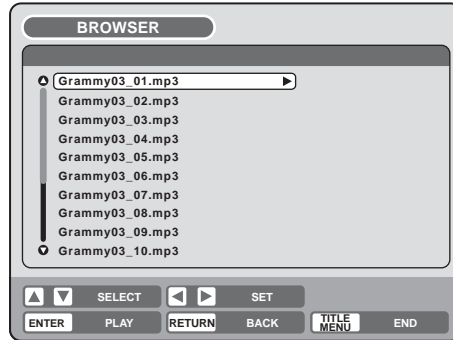 BROWSER
Grammy03_01.mp3
Grammy03_02.mp3
Grammy03_03.mp3
Grammy03_04.mp3
Grammy03_05.mp3
Grammy03_06.mp3
Grammy03_07.mp3
Grammy03_08.mp3
Grammy03_09.mp3
Grammy03_10.mp3
SELECT SET
ENTER PLAY RETURN BACK TITLE MENU END